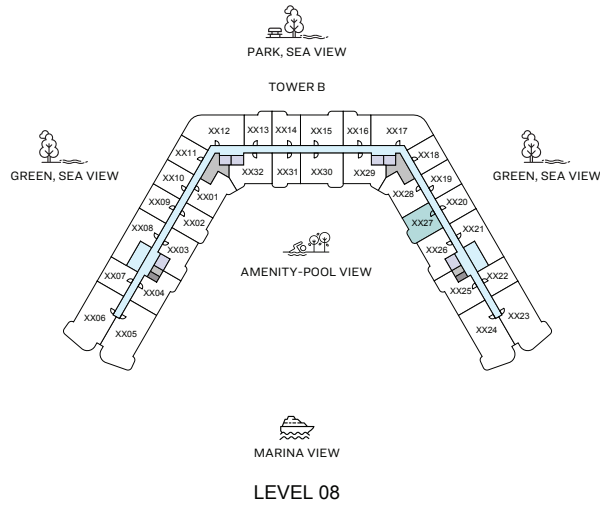 PARK, SEA VIEW
TOWER B
XX12
XX13
XX14
XX15
XX16
XX17
XX11
XX18
XX10
XX32
XX31
XX30
XX29
XX19
XX09
XX01
XX28
XX20
XX08
XX02
XX27
XX21
XX07
XX03
XX26
XX22
XX04
XX25
XX06
XX05
XX24
XX23
GREEN, SEA VIEW
GREEN, SEA VIEW
AMENITY-POOL VIEW
MARINA VIEW
LEVEL 08